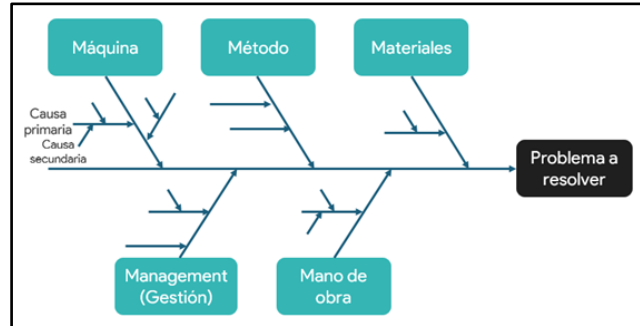 Máquina
Método
Materiales
Causa
primaria
Causa
secundaria
Problema a
resolver
Management
(Gestión)
Mano de
obra